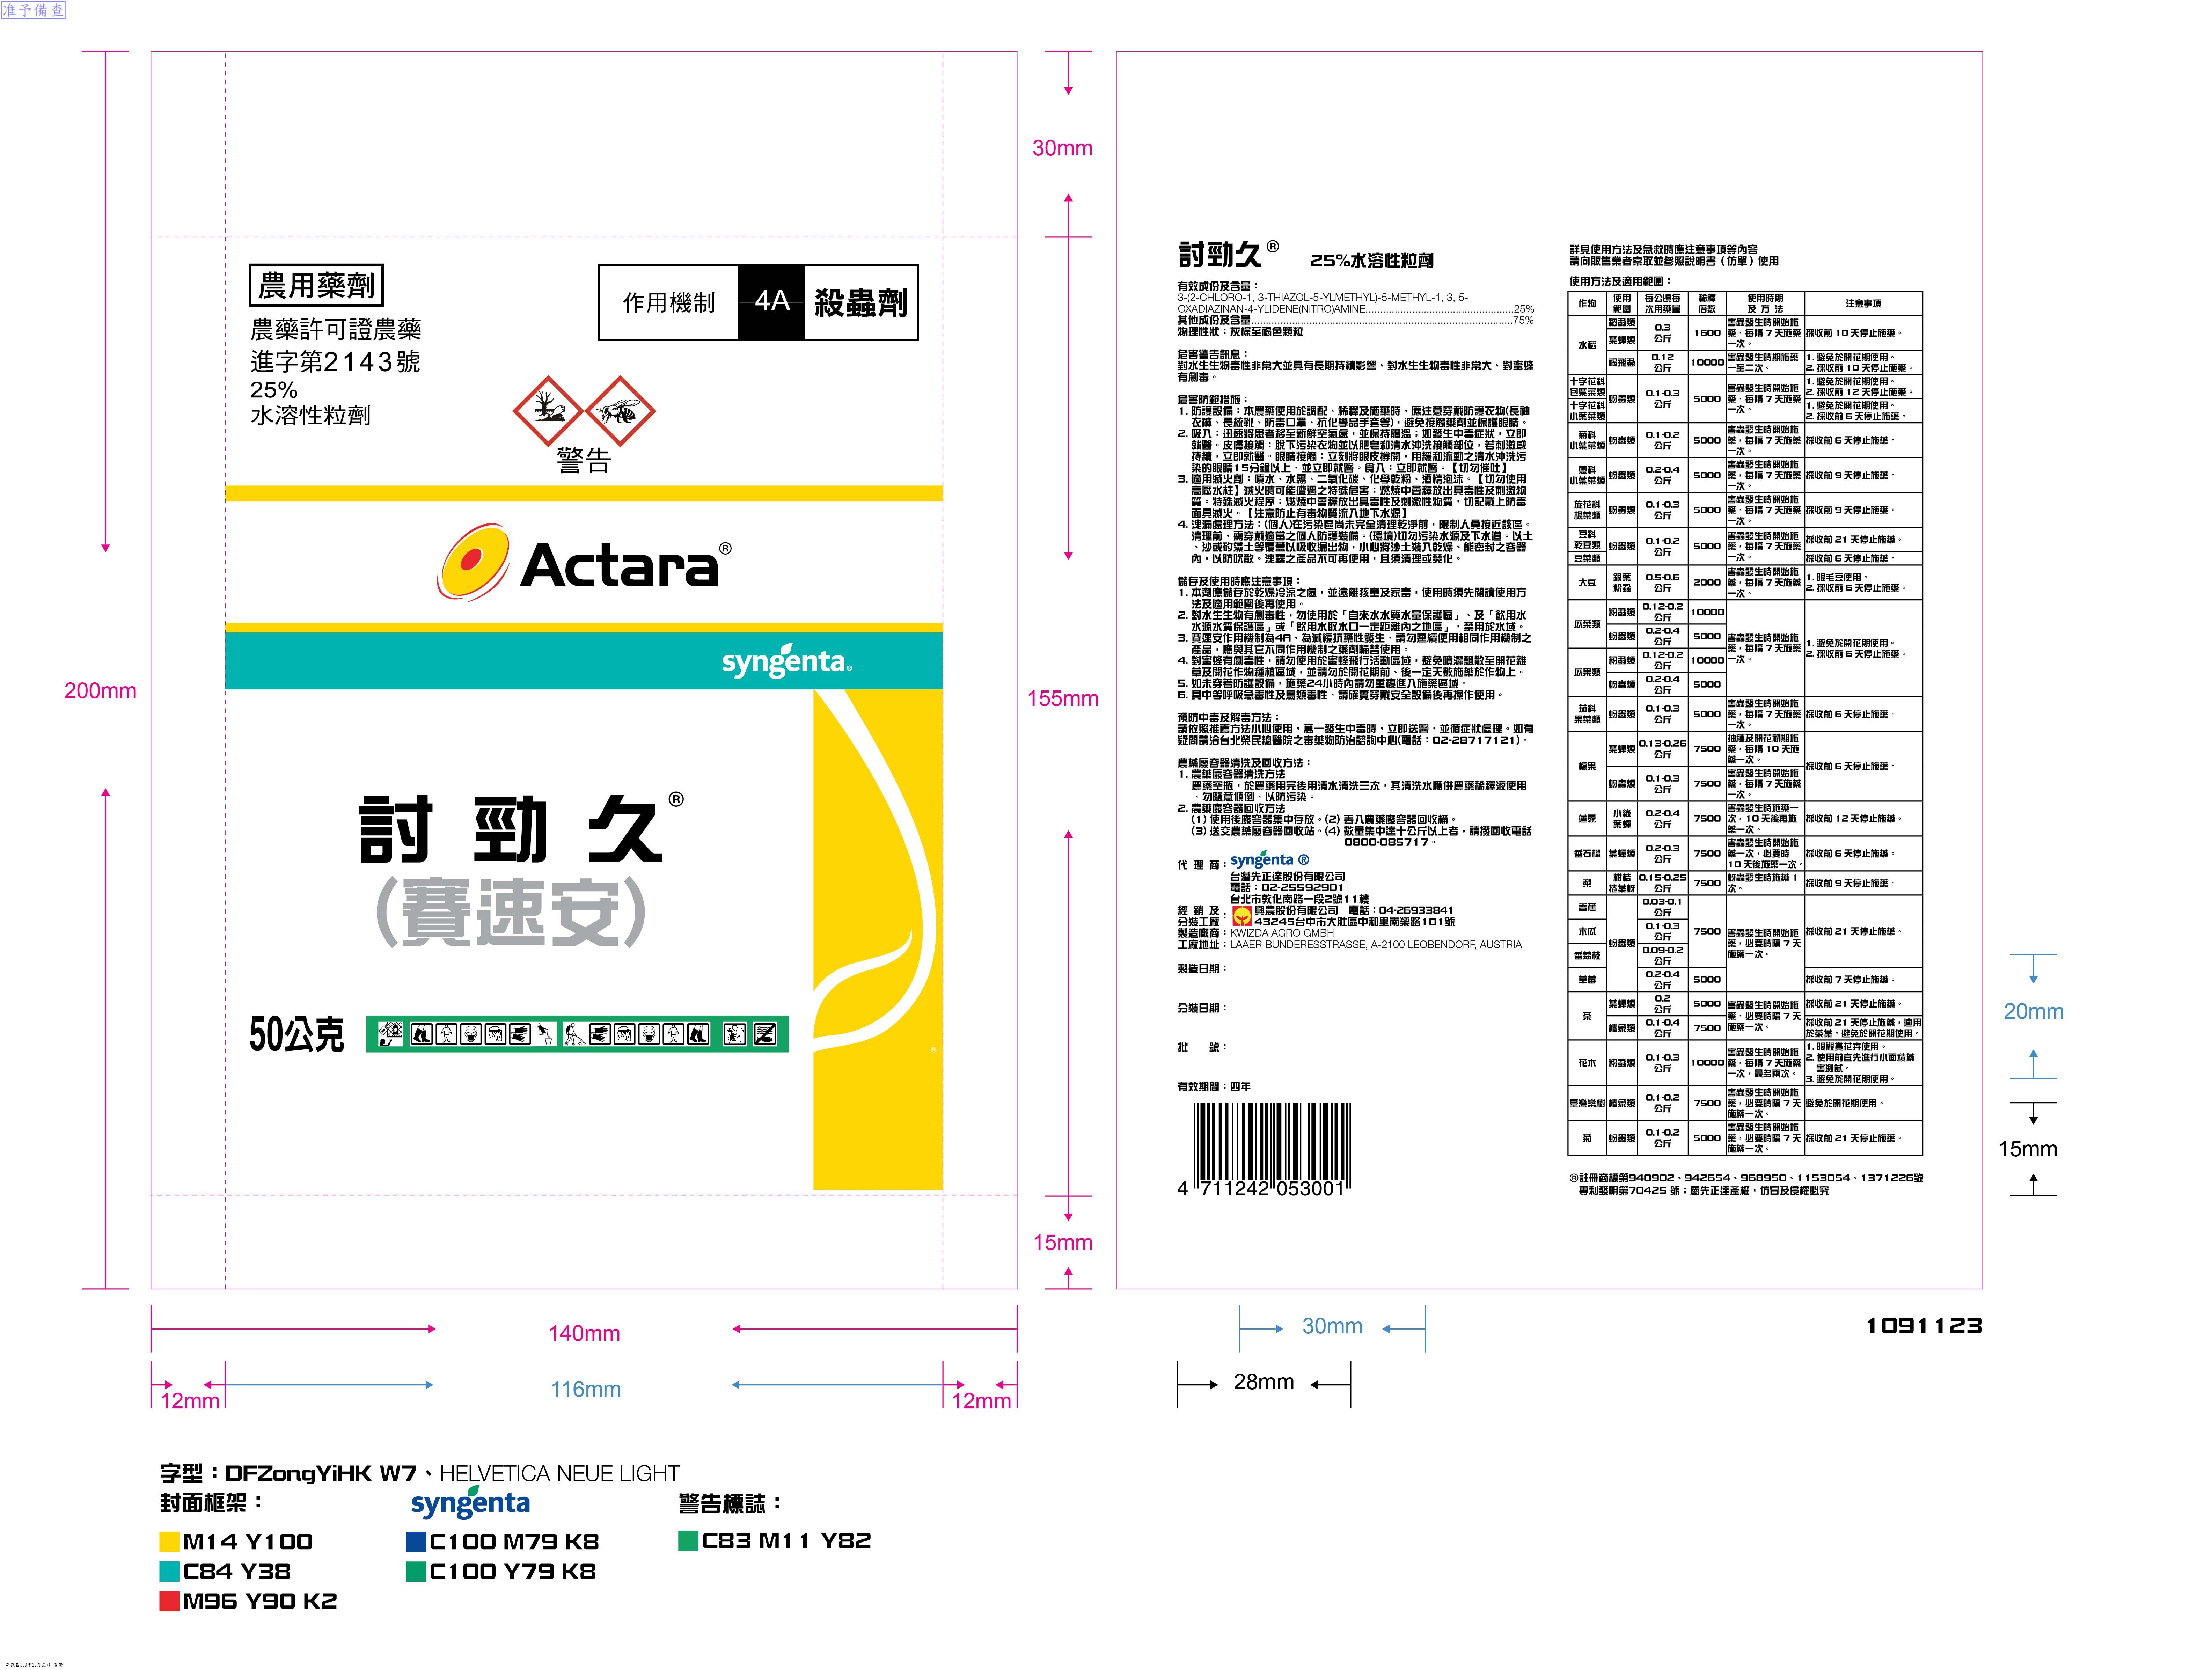 准予備查
農用藥劑
農藥許可證農藥
進字第2143號
25%
水溶性粒劑
作用機制 4A 殺蟲劑
警告
Actara®
syngenta®
討勁久®
(賽速安)
50公克
200mm
30mm
155mm
15mm
140mm
12mm
116mm
12mm
討勁久® 25%水溶性粒劑
有效成份及含量：
3-(2-CHLORO-1, 3-THIAZOL-5-YLMETHYL)-5-METHYL-1, 3, 5-
OXADIAZINAN-4-YLIDENE(NITRO)AMINE...25%
其他成份及含量...75%
物理性狀：灰棕至褐色顆粒
危害警告訊息：
對水生生物毒性非常大並具有長期持續影響、對水生生物毒性非常大、對蜜蜂
有劇毒。
危害防範措施：
1. 防護設備：本農藥使用於調配、稀釋及施藥時，應注意穿戴防護衣物(長袖
衣褲、長統靴、防毒口罩、抗化學品手套等)，避免接觸藥劑並保護眼睛。
2. 吸入：迅速將患者移至新鮮空氣處，並保持體溫；如發生中毒症狀，立即
就醫。皮膚接觸：脫下污染衣物並以肥皂和清水沖洗接觸部位，若刺激感
持續，立即就醫。眼睛接觸：立刻將眼皮撐開，用緩和流動之清水沖洗污
染的眼睛15分鐘以上，並立即就醫。食入：立即就醫。【切勿催吐】
3. 適用滅火劑：噴水、水霧、二氧化碳、化學乾粉、酒精泡沫。【切勿使用
高壓水柱】滅火時可能遭遇之特殊危害：燃燒中會釋放出具毒性及刺激物
質。特殊滅火程序：燃燒中會釋放出具毒性及刺激性物質，切記戴上防毒
面具滅火。【注意防止有毒物質流入地下水源】
4. 洩漏處理方法：(個人)在污染區尚未完全清理乾淨前，限制人員接近該區。
清理前，需穿戴適當之個人防護裝備。(環境)切勿污染水源及下水道。以土
、沙或矽藻土等覆蓋以吸收漏出物，小心將沙土裝入乾燥、能密封之容器
內，以防吹散。洩露之產品不可再使用，且須清理或焚化。
儲存及使用時應注意事項：
1. 本劑應儲存於乾燥冷涼之處，並遠離孩童及家畜，使用時須先閱讀使用方
法及適用範圍後再使用。
2. 對水生生物有劇毒性，勿使用於「自來水水質水量保護區」、及「飲用水
水源水質保護區」或「飲用水取水口一定距離內之地區」，禁用於水域。
3. 賽速安作用機制為4A，為減緩抗藥性發生，請勿連續使用相同作用機制之
產品，應與其它不同作用機制之藥劑輪替使用。
4. 對蜜蜂有劇毒性，請勿使用於蜜蜂飛行活動區域，避免噴灑飄散至開花雜
草及開花作物種植區域，並請勿於開花期前、後一定天數施藥於作物上。
5. 如未穿著防護設備，施藥24小時內請勿重複進入施藥區域。
6. 具中等呼吸急毒性及鳥類毒性，請確實穿戴安全設備後再操作使用。
預防中毒及解毒方法：
請依照推薦方法小心使用，萬一發生中毒時，立即送醫，並循症狀處理。如有
疑問請洽台北榮民總醫院之毒藥物防治諮詢中心(電話：02-28717121)。
農藥廢容器清洗及回收方法：
1. 農藥廢容器清洗方法
農藥空瓶，於農藥用完後用清水清洗三次，其清洗水應併農藥稀釋液使用
，勿隨意傾倒，以防污染。
2. 農藥廢容器回收方法
(1) 使用後廢容器集中存放。(2) 丟入農藥廢容器回收桶。
(3) 送交農藥廢容器回收站。(4) 數量集中達十公斤以上者，請撥回收電話
0800-085717。
代 理 商：syngenta ®
台灣先正達股份有限公司
電話：02-25592901
台北市敦化南路一段2號11樓
經 銷 及 興農股份有限公司 電話：04-26933841
分裝工廠：43245台中市大肚區中和里南榮路101號
製造廠商：KWIZDA AGRO GMBH
工廠地址：LAAER BUNDERESSTRASSE, A-2100 LEOBENDORF, AUSTRIA
製造日期：
分裝日期：
批 號：
有效期間：四年
4 711242 053001
詳見使用方法及急救時應注意事項等內容
請向販售業者索取並參照說明書（仿單）使用
使用方法及適用範圍：
作物 使用範圍 每公頃每次用藥量 稀釋倍數 使用時期及方法 注意事項
水稻 稻蝨類 葉蟬類 0.3公斤 1600 害蟲發生時開始施藥，每隔7天施藥一次。 採收前10天停止施藥。
褐飛蝨 0.12公斤 10000 害蟲發生時期施藥一至二次。 1. 避免於開花期使用。 2. 採收前10天停止施藥。
十字花科包葉菜類 蚜蟲類 0.1-0.3公斤 5000 害蟲發生時開始施藥，每隔7天施藥一次。 1. 避免於開花期使用。 2. 採收前12天停止施藥。
十字花科小葉菜類 1. 避免於開花期使用。 2. 採收前6天停止施藥。
菊科小葉菜類 蚜蟲類 0.1-0.2公斤 5000 害蟲發生時開始施藥，每隔7天施藥一次。 採收前6天停止施藥。
蔥科小葉菜類 蚜蟲類 0.2-0.4公斤 5000 害蟲發生時開始施藥，每隔7天施藥一次。 採收前9天停止施藥。
旋花科根菜類 蚜蟲類 0.1-0.3公斤 5000 害蟲發生時開始施藥，每隔7天施藥一次。 採收前9天停止施藥。
豆科乾豆類 蚜蟲類 0.1-0.2公斤 5000 害蟲發生時開始施藥，每隔7天施藥一次。 採收前21天停止施藥。
豆菜類 採收前6天停止施藥。
大豆 銀葉粉蝨 0.5-0.6公斤 2000 害蟲發生時開始施藥，每隔7天施藥一次。 1. 限毛豆使用。 2. 採收前6天停止施藥。
瓜菜類 粉蝨類 0.12-0.2公斤 10000 害蟲發生時開始施藥，每隔7天施藥一次。 1. 避免於開花期使用。 2. 採收前6天停止施藥。
蚜蟲類 0.2-0.4公斤 5000
瓜果類 粉蝨類 0.12-0.2公斤 10000
蚜蟲類 0.2-0.4公斤 5000
茄科果菜類 蚜蟲類 0.1-0.3公斤 5000 害蟲發生時開始施藥，每隔7天施藥一次。 採收前6天停止施藥。
檬果 葉蟬類 0.13-0.26公斤 7500 抽穗及開花初期施藥，每隔10天施藥一次。 採收前6天停止施藥。
蚜蟲類 0.1-0.3公斤 7500 害蟲發生時開始施藥，每隔7天施藥一次。
蓮霧 小綠葉蟬 0.2-0.4公斤 7500 害蟲發生時施藥一次，10天後再施藥一次。 採收前12天停止施藥。
番石榴 葉蟬類 0.2-0.3公斤 7500 害蟲發生時開始施藥一次，必要時10天後施藥一次。 採收前6天停止施藥。
梨 柑桔捲葉蚜 0.15-0.25公斤 7500 蚜蟲發生時施藥1次。 採收前9天停止施藥。
香蕉 蚜蟲類 0.03-0.1公斤 7500 害蟲發生時開始施藥，必要時隔7天施藥一次。 採收前21天停止施藥。
木瓜 0.1-0.3公斤
番荔枝 0.09-0.2公斤
草莓 0.2-0.4公斤 5000 採收前7天停止施藥。
茶 葉蟬類 0.2公斤 5000 害蟲發生時開始施藥，必要時隔7天施藥一次。 採收前21天停止施藥。
椿象類 0.1-0.4公斤 7500 採收前21天停止施藥，適用於茶葉。避免於開花期使用。
花木 粉蝨類 0.1-0.3公斤 10000 害蟲發生時開始施藥，每隔7天施藥一次，最多兩次。 1. 限觀賞花卉使用。 2. 使用前宜先進行小面積藥害測試。 3. 避免於開花期使用。
臺灣欒樹 椿象類 0.1-0.2公斤 7500 害蟲發生時開始施藥，必要時隔7天施藥一次。 避免於開花期使用。
菊 蚜蟲類 0.1-0.2公斤 5000 害蟲發生時開始施藥，必要時隔7天施藥一次。 採收前21天停止施藥。
®註冊商標第940902、942654、968950、1153054、1371226號
專利發明第70425 號；屬先正達產權，仿冒及侵權必究
20mm
15mm
30mm
28mm
1091123
字型：DFZongYiHK W7、HELVETICA NEUE LIGHT
封面框架：
M14 Y100
C84 Y38
M96 Y90 K2
syngenta
C100 M79 K8
C100 Y79 K8
警告標誌：
C83 M11 Y82